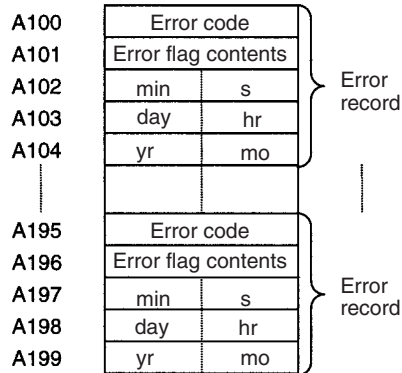 A100 Error code
A101 Error flag contents
A102 min s
A103 day hr
A104 yr mo
Error
record
A195 Error code
A196 Error flag contents
A197 min s
A198 day hr
A199 yr mo
Error
record